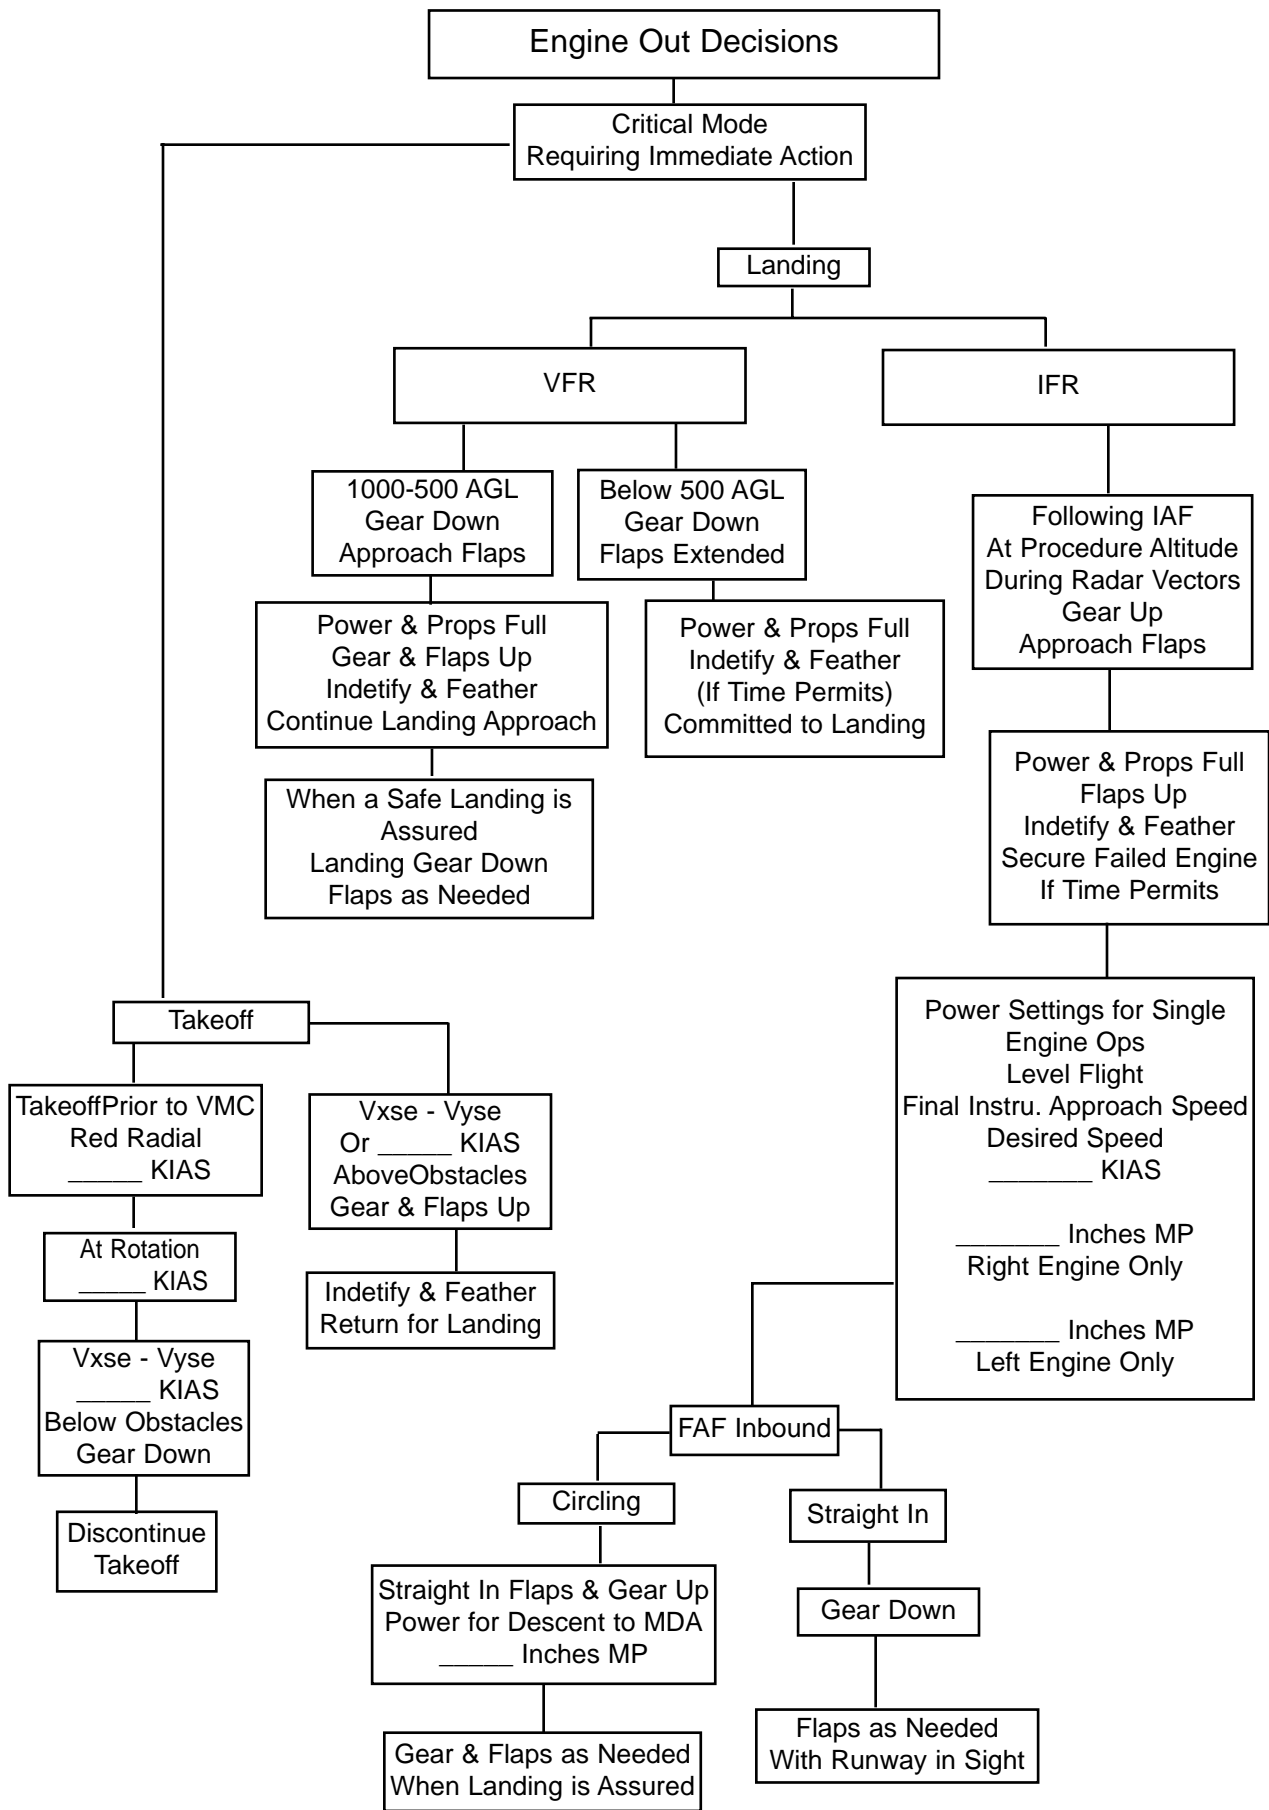 Engine Out Decisions
Critical Mode
Requiring Immediate Action
Landing
VFR
IFR
1000-500 AGL
Gear Down
Approach Flaps
Below 500 AGL
Gear Down
Flaps Extended
Following IAF
At Procedure Altitude
During Radar Vectors
Gear Up
Approach Flaps
Power & Props Full
Gear & Flaps Up
Indetify & Feather
Continue Landing Approach
Power & Props Full
Indetify & Feather
(If Time Permits)
Committed to Landing
Power & Props Full
Flaps Up
Indetify & Feather
Secure Failed Engine
If Time Permits
When a Safe Landing is
Assured
Landing Gear Down
Flaps as Needed
Power Settings for Single
Engine Ops
Level Flight
Final Instru. Approach Speed
Desired Speed
_______ KIAS
_______ Inches MP
Right Engine Only
_______ Inches MP
Left Engine Only
Takeoff
TakeoffPrior to VMC
Red Radial
_____ KIAS
Vxse - Vyse
Or _____ KIAS
AboveObstacles
Gear & Flaps Up
At Rotation
_____ KIAS
Indetify & Feather
Return for Landing
Vxse - Vyse
_____ KIAS
Below Obstacles
Gear Down
Discontinue
Takeoff
FAF Inbound
Circling
Straight In
Straight In Flaps & Gear Up
Power for Descent to MDA
_____ Inches MP
Gear Down
Gear & Flaps as Needed
When Landing is Assured
Flaps as Needed
With Runway in Sight